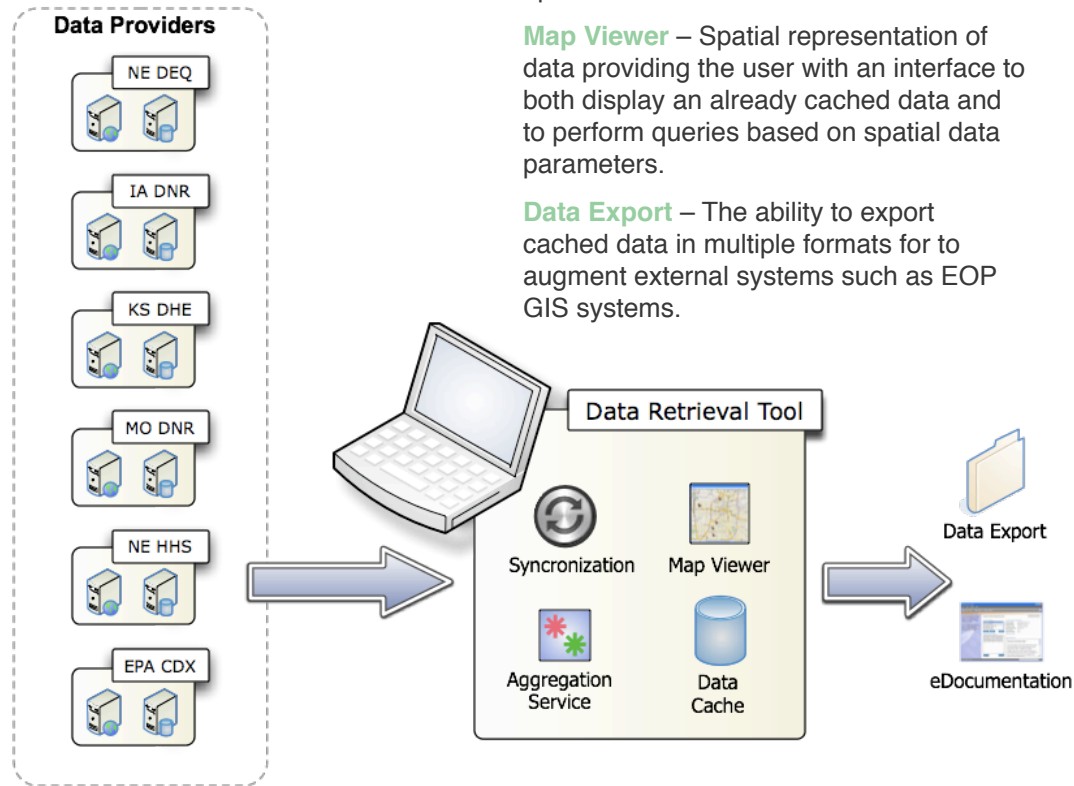 Data Providers
NE DEQ
IA DNR
KS DHE
MO DNR
NE HHS
EPA CDX
Map Viewer – Spatial representation of
data providing the user with an interface to
both display an already cached data and
to perform queries based on spatial data
parameters.
Data Export – The ability to export
cached data in multiple formats for to
augment external systems such as EOP
GIS systems.
Data Retrieval Tool
Syncronization
Map Viewer
Aggregation
Service
Data
Cache
Data Export
eDocumentation